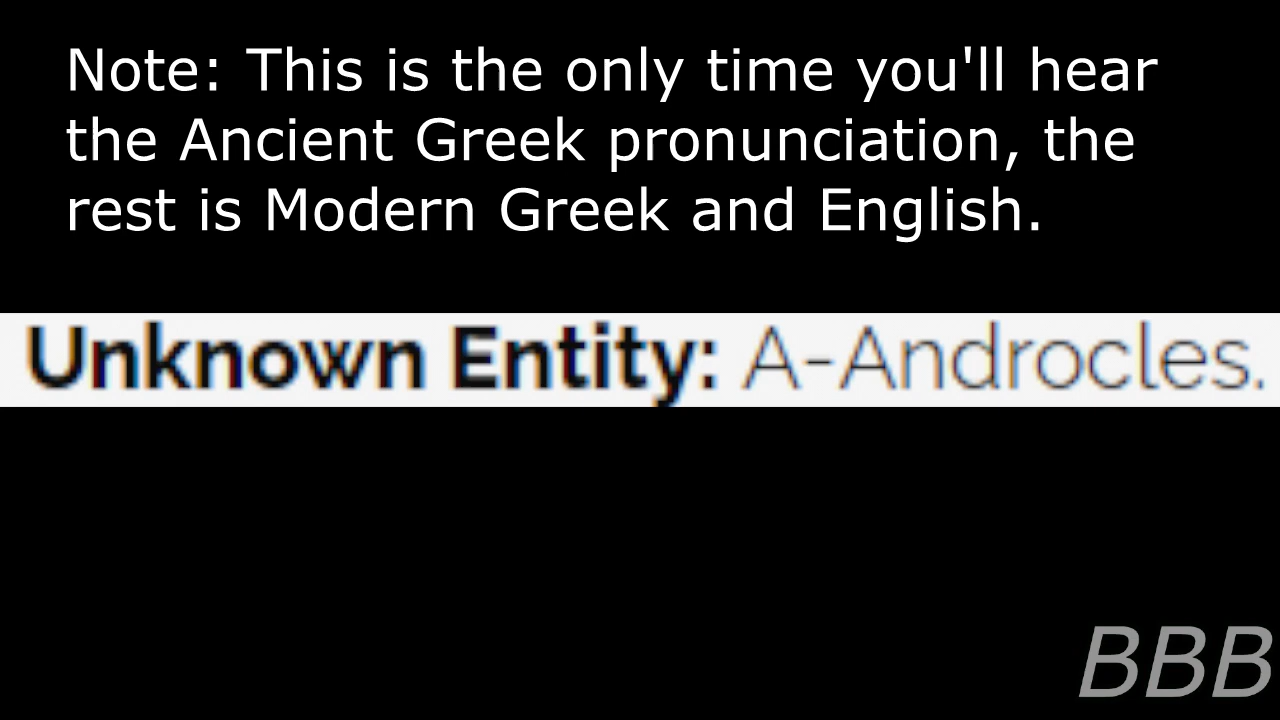 Note: This is the only time you'll hear
the Ancient Greek pronunciation, the
rest is Modern Greek and English.
Unknown Entity: A-Androcles.
BBB